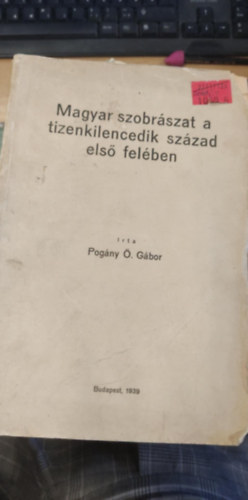 Magyar szobrászat a
tizenkilencedik század
első felében
írta
Pogány Ö. Gábor
Budapest, 1939